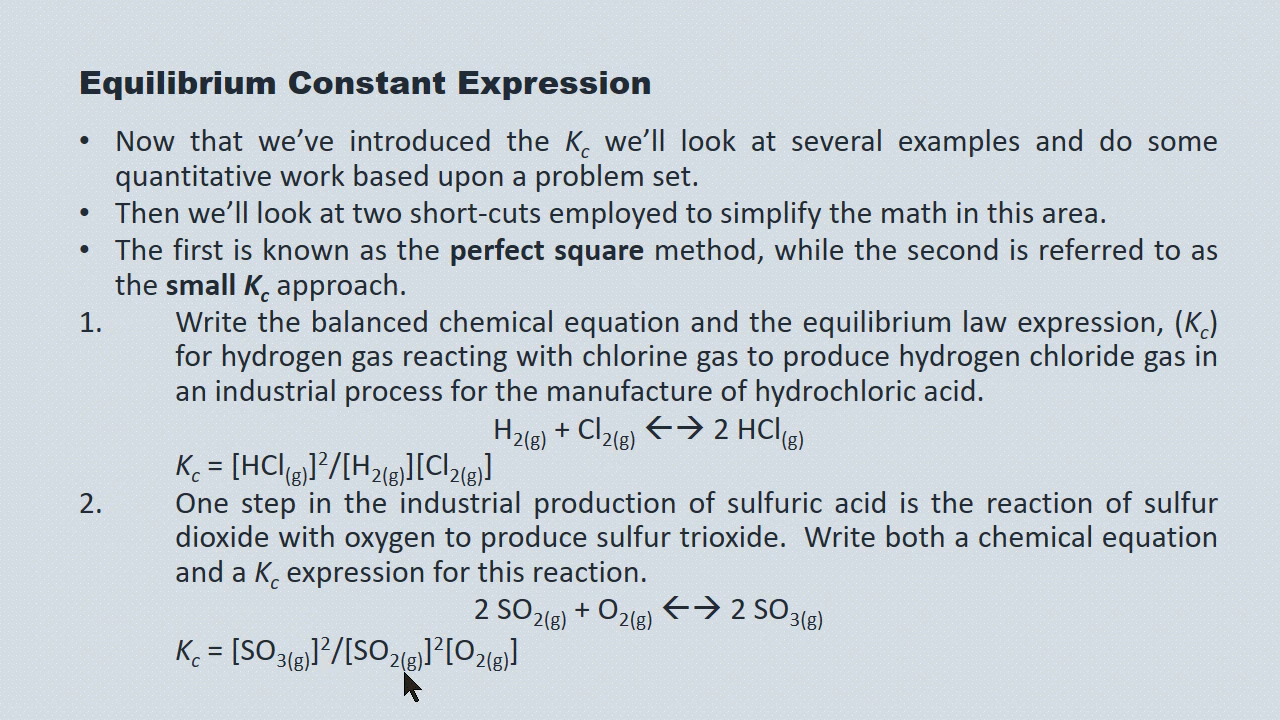 Equilibrium Constant Expression
• Now that we’ve introduced the Kc we’ll look at several examples and do some
quantitative work based upon a problem set.
• Then we’ll look at two short-cuts employed to simplify the math in this area.
• The first is known as the perfect square method, while the second is referred to as
the small Kc approach.
1. Write the balanced chemical equation and the equilibrium law expression, (Kc)
for hydrogen gas reacting with chlorine gas to produce hydrogen chloride gas in
an industrial process for the manufacture of hydrochloric acid.
H2(g) + Cl2(g) ←→ 2 HCl(g)
Kc = [HCl(g)]²/[H2(g)][Cl2(g)]
2. One step in the industrial production of sulfuric acid is the reaction of sulfur
dioxide with oxygen to produce sulfur trioxide. Write both a chemical equation
and a Kc expression for this reaction.
2 SO2(g) + O2(g) ←→ 2 SO3(g)
Kc = [SO3(g)]²/[SO2(g)]²[O2(g)]